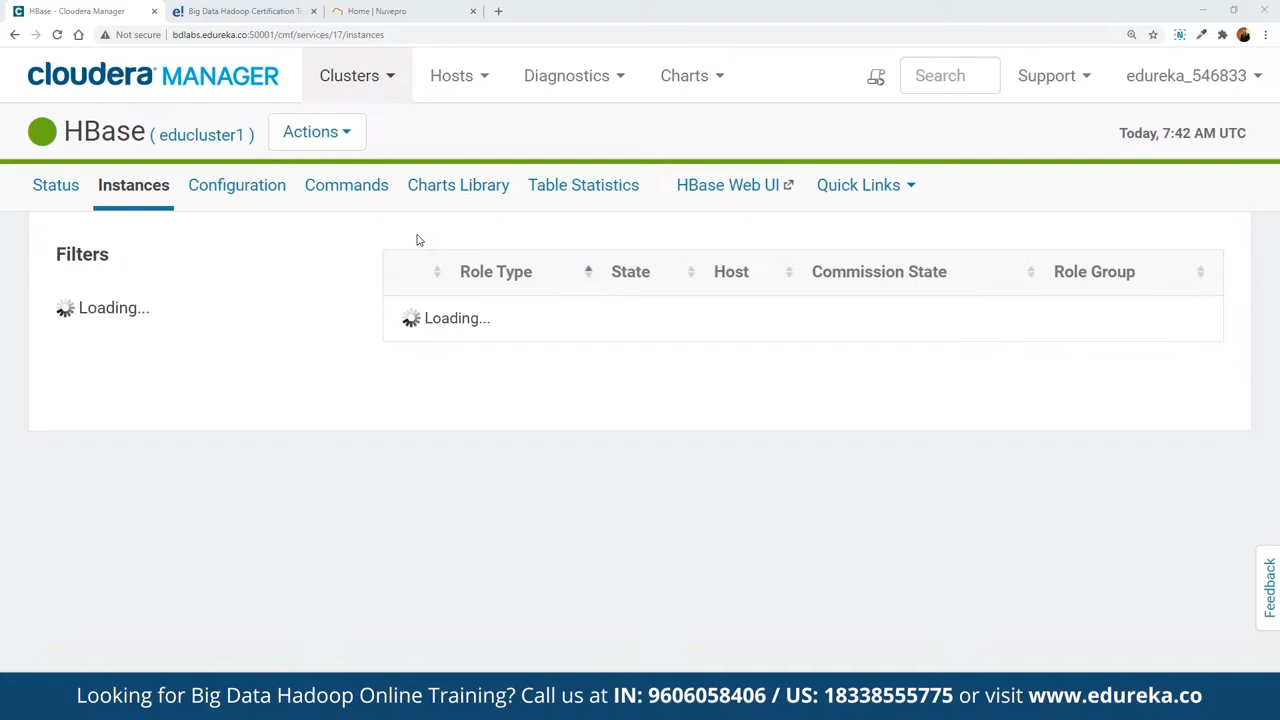 HBase - Cloudera Manager
Big Data Hadoop Certification Tr
Home | Nuvepro
Not secure
bdlabs.edureka.co:50001/cmf/services/17/instances
cloudera MANAGER
Clusters
Hosts
Diagnostics
Charts
Search
Support
edureka_546833
HBase ( educluster1 )
Actions
Today, 7:42 AM UTC
Status
Instances
Configuration
Commands
Charts Library
Table Statistics
HBase Web UI
Quick Links
Filters
Loading...
Role Type
State
Host
Commission State
Role Group
Loading...
Feedback
Looking for Big Data Hadoop Online Training? Call us at IN: 9606058406 / US: 18338555775 or visit www.edureka.co